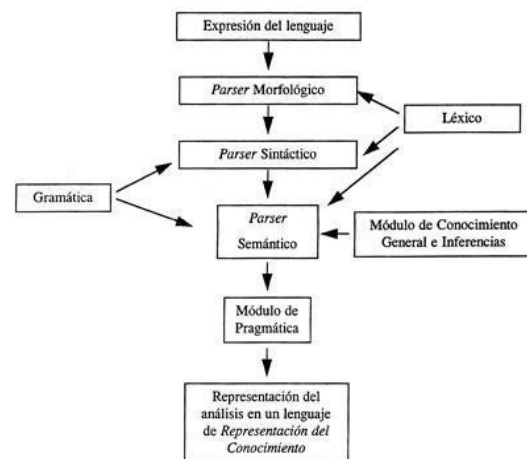 Expresión del lenguaje
Parser Morfológico
Léxico
Parser Sintáctico
Gramática
Parser
Semántico
Módulo de Conocimiento
General e Inferencias
Módulo de
Pragmática
Representación del
análisis en un lenguaje
de Representación del
Conocimiento